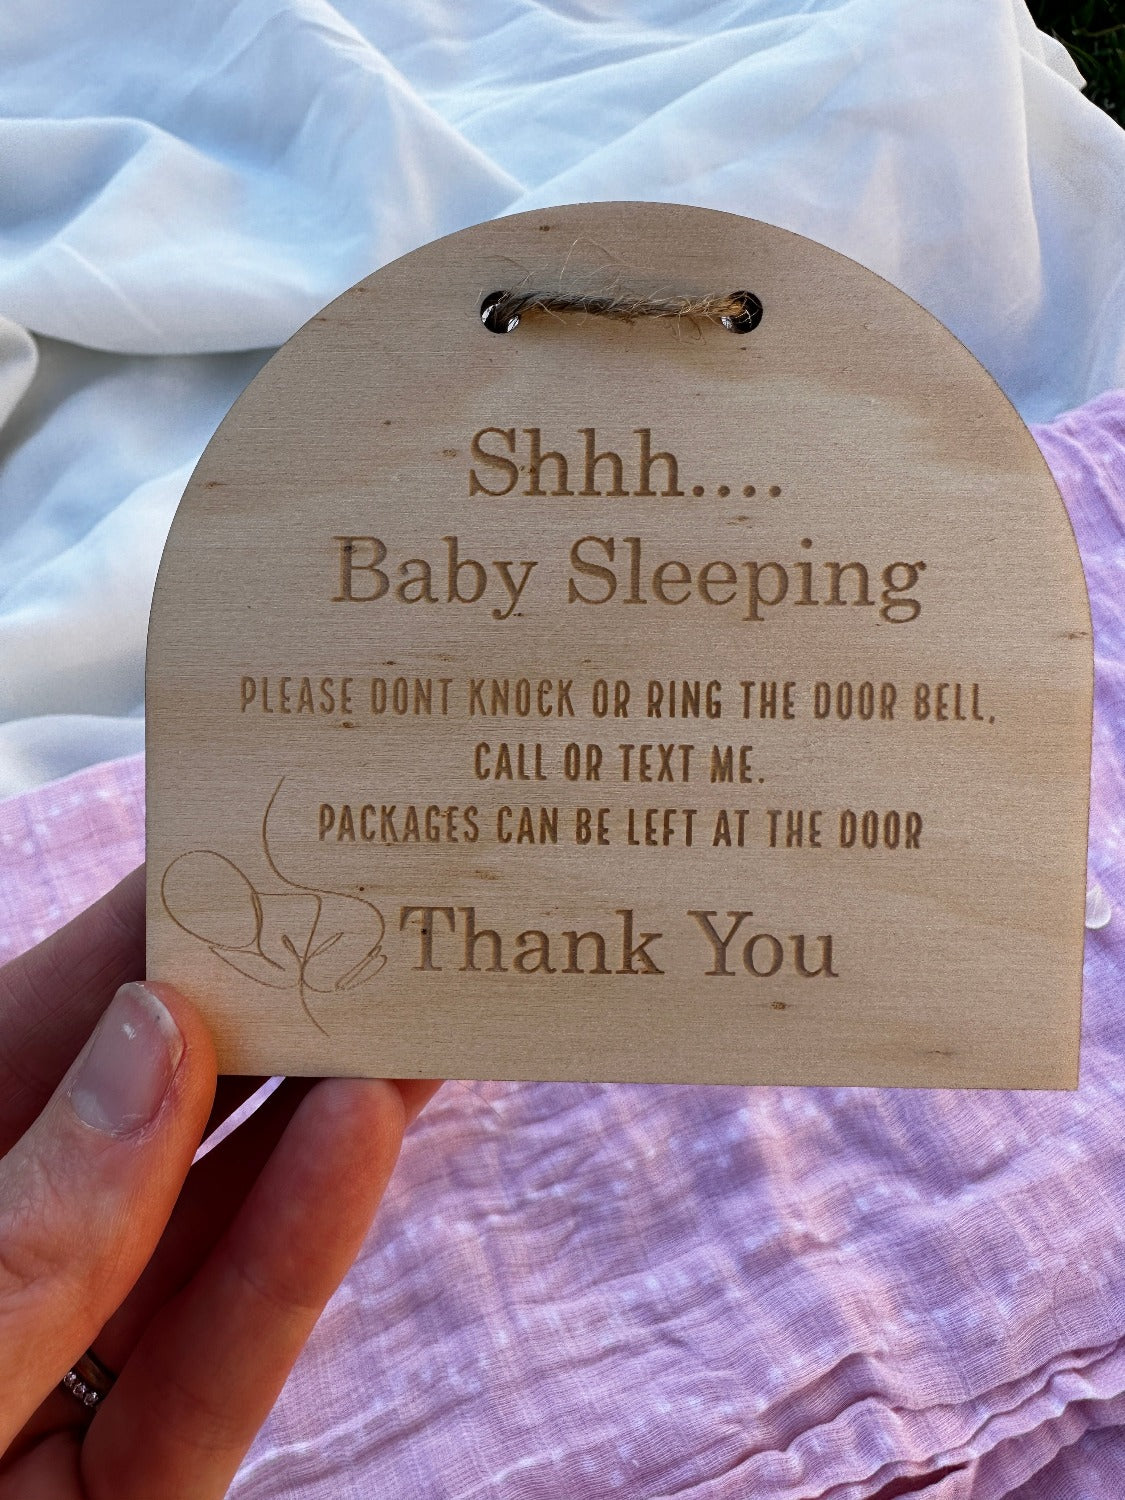 Shhh....
Baby Sleeping
PLEASE DONT KNOCK OR RING THE DOOR BELL,
CALL OR TEXT ME.
PACKAGES CAN BE LEFT AT THE DOOR
Thank You